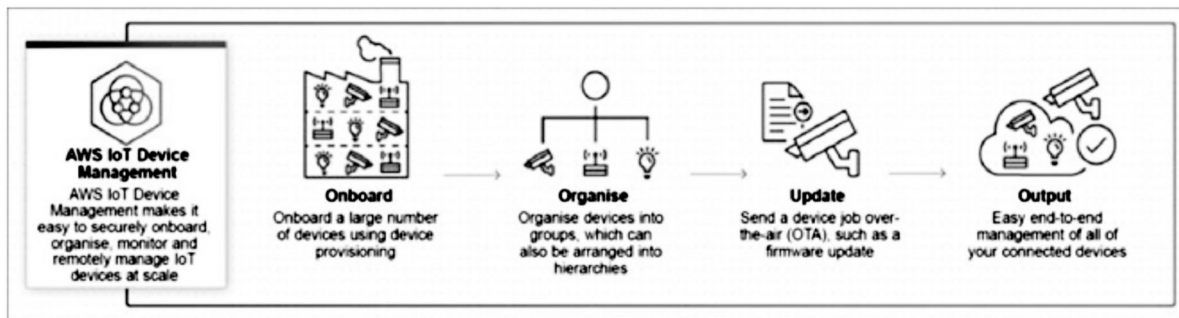 AWS IoT Device
Management
AWS IoT Device
Management makes it
easy to securely onboard,
organise, monitor and
remotely manage IoT
devices at scale
Onboard
Onboard a large number
of devices using device
provisioning
Organise
Organise devices into
groups, which can
also be arranged into
hierarchies
Update
Send a device job over-
the-air (OTA), such as a
firmware update
Output
Easy end-to-end
management of all of
your connected devices